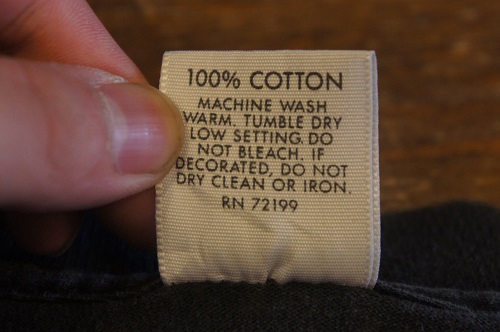 100% COTTON
MACHINE WASH
WARM. TUMBLE DRY
LOW SETTING. DO
NOT BLEACH. IF
DECORATED, DO NOT
DRY CLEAN OR IRON.
RN 72199